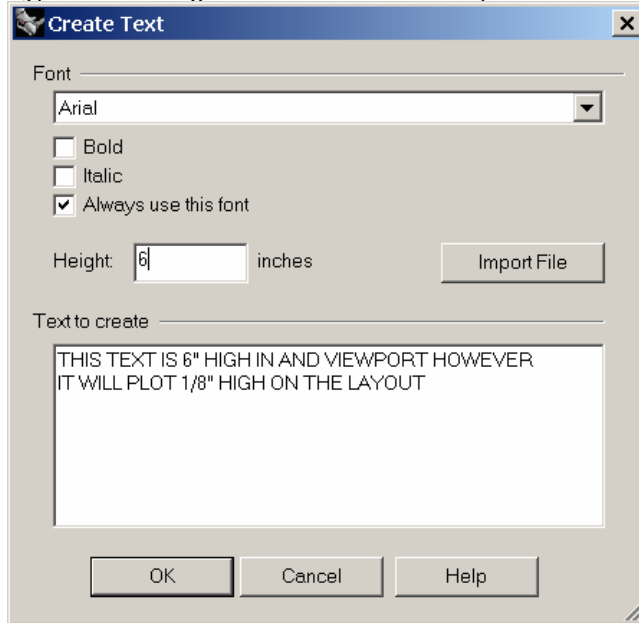 Create Text
Font
Arial
Bold
Italic
Always use this font
Height: 6 inches Import File
Text to create
THIS TEXT IS 6" HIGH IN AND VIEWPORT HOWEVER
IT WILL PLOT 1/8" HIGH ON THE LAYOUT
OK Cancel Help